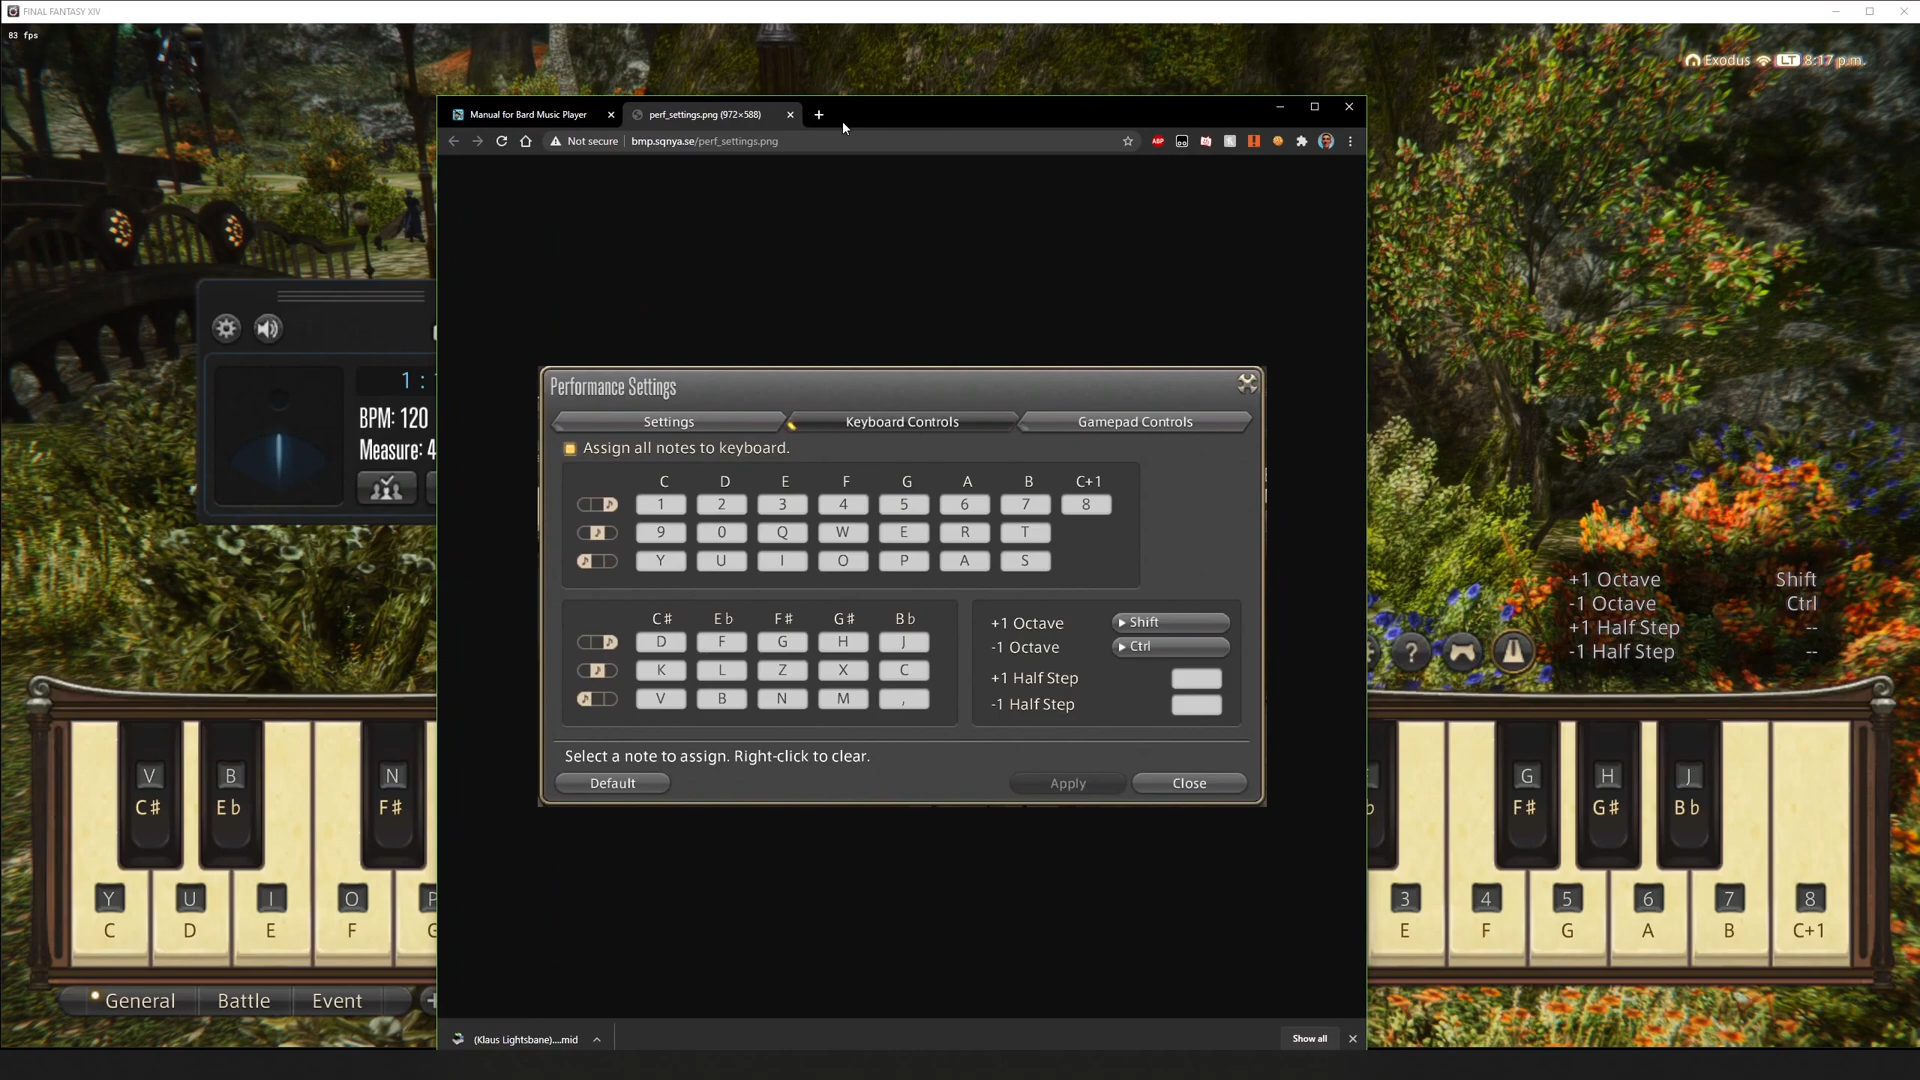 FINAL FANTASY XIV
83 fps
Exodus LT 8:17 p.m.
Manual for Bard Music Player
perf_settings.png (972×588)
Not secure
bmp.sqnya.se/perf_settings.png
ABP
1 :
BPM: 120
Measure: 4
Performance Settings
Settings Keyboard Controls Gamepad Controls
Assign all notes to keyboard.
C D E F G A B C+1
1 2 3 4 5 6 7 8
9 0 Q W E R T
Y U I O P A S
C♯ E♭ F♯ G♯ B♭
D F G H J
K L Z X C
V B N M ,
+1 Octave Shift
-1 Octave Ctrl
+1 Half Step
-1 Half Step
Select a note to assign. Right-click to clear.
Default Apply Close
+1 Octave Shift
-1 Octave Ctrl
+1 Half Step --
-1 Half Step --
?
V B N
C♯ E♭ F♯
Y U I O P
C D E F G
G H J
F♯ G♯ B♭
3 4 5 6 7 8
E F G A B C+1
General Battle Event
(Klaus Lightsbane)....mid
Show all